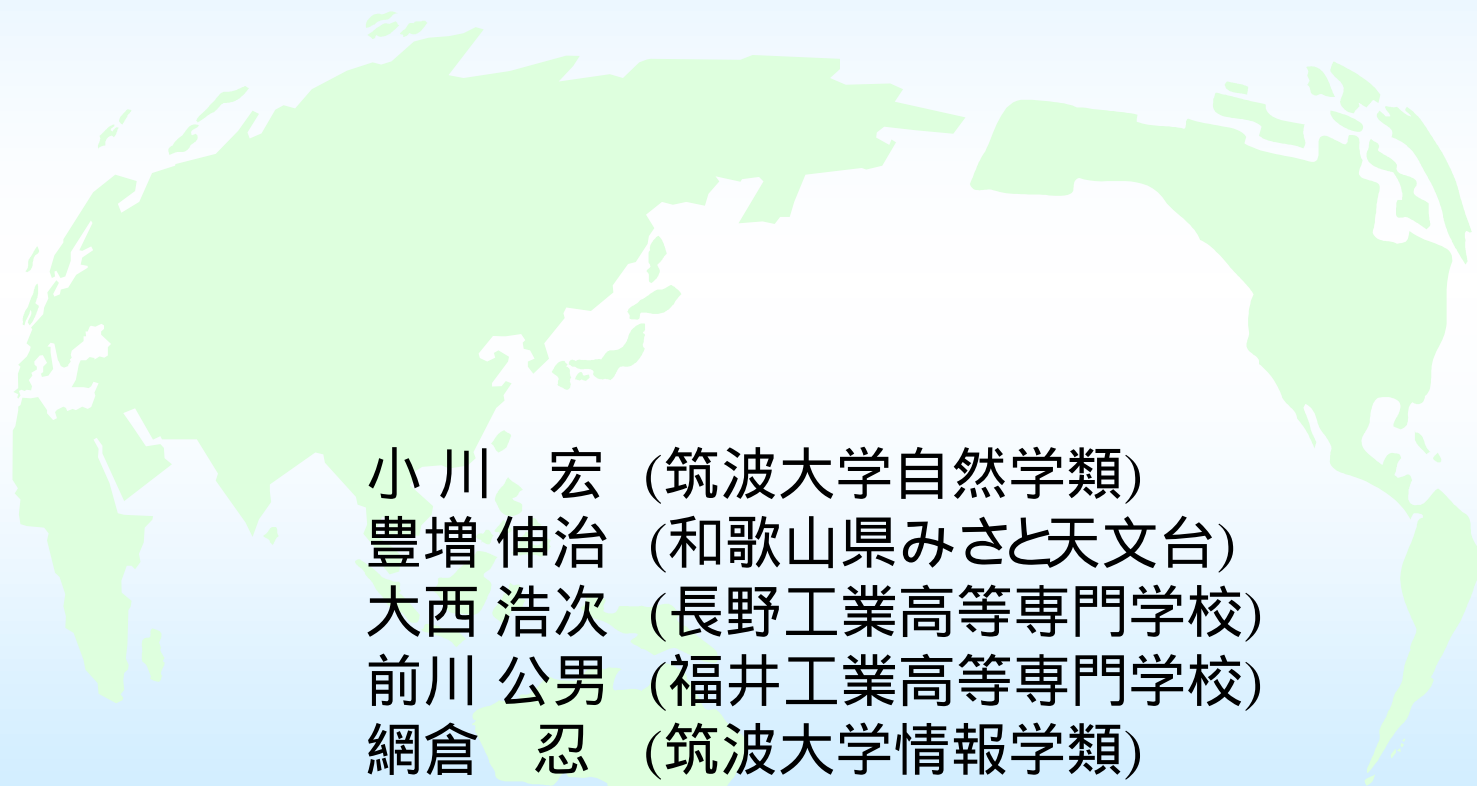 小 川　宏 (筑波大学自然学類)
豊増 伸治 (和歌山県みさと天文台)
大西 浩次 (長野工業高等専門学校)
前川 公男 (福井工業高等専門学校)
網倉　忍 (筑波大学情報学類)